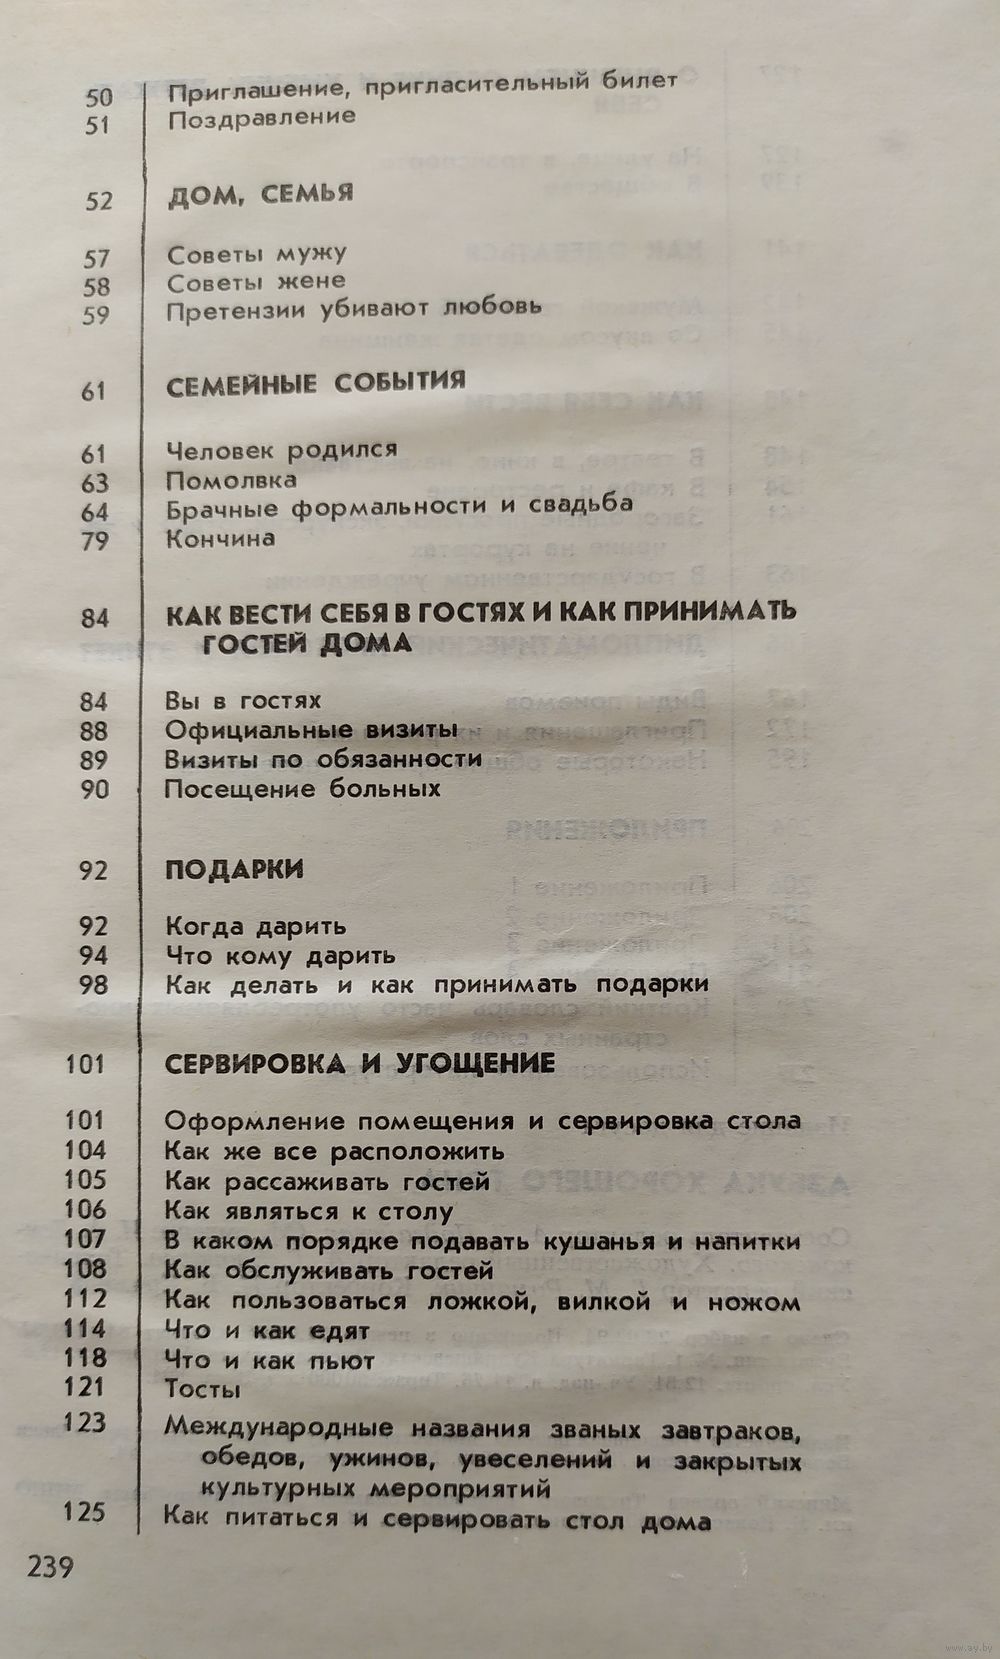 50 Приглашение, пригласительный билет
51 Поздравление
52 ДОМ, СЕМЬЯ
57 Советы мужу
58 Советы жене
59 Претензии убивают любовь
61 СЕМЕЙНЫЕ СОБЫТИЯ
61 Человек родился
63 Помолвка
64 Брачные формальности и свадьба
79 Кончина
84 КАК ВЕСТИ СЕБЯ В ГОСТЯХ И КАК ПРИНИМАТЬ
ГОСТЕЙ ДОМА
84 Вы в гостях
88 Официальные визиты
89 Визиты по обязанности
90 Посещение больных
92 ПОДАРКИ
92 Когда дарить
94 Что кому дарить
98 Как делать и как принимать подарки
101 СЕРВИРОВКА И УГОЩЕНИЕ
101 Оформление помещения и сервировка стола
104 Как же все расположить
105 Как рассаживать гостей
106 Как являться к столу
107 В каком порядке подавать кушанья и напитки
108 Как обслуживать гостей
112 Как пользоваться ложкой, вилкой и ножом
114 Что и как едят
118 Что и как пьют
121 Тосты
123 Международные названия званых завтраков,
обедов, ужинов, увеселений и закрытых
культурных мероприятий
125 Как питаться и сервировать стол дома
239
www.ay.by